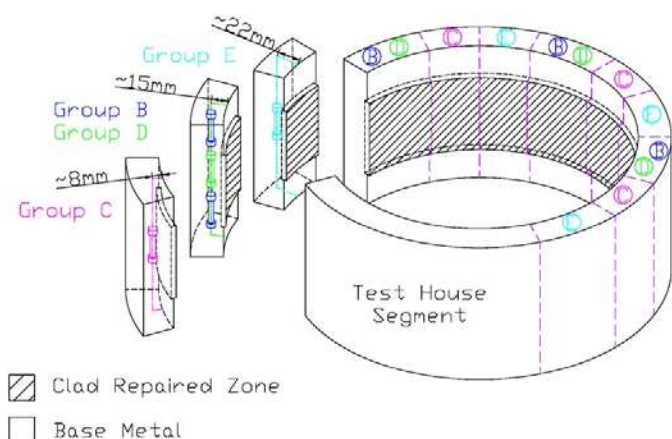 ~22mm
Group E
~15mm
Group B
Group D
~8mm
Group C
B D C E B D C E B D C E
Test House
Segment
Clad Repaired Zone
Base Metal